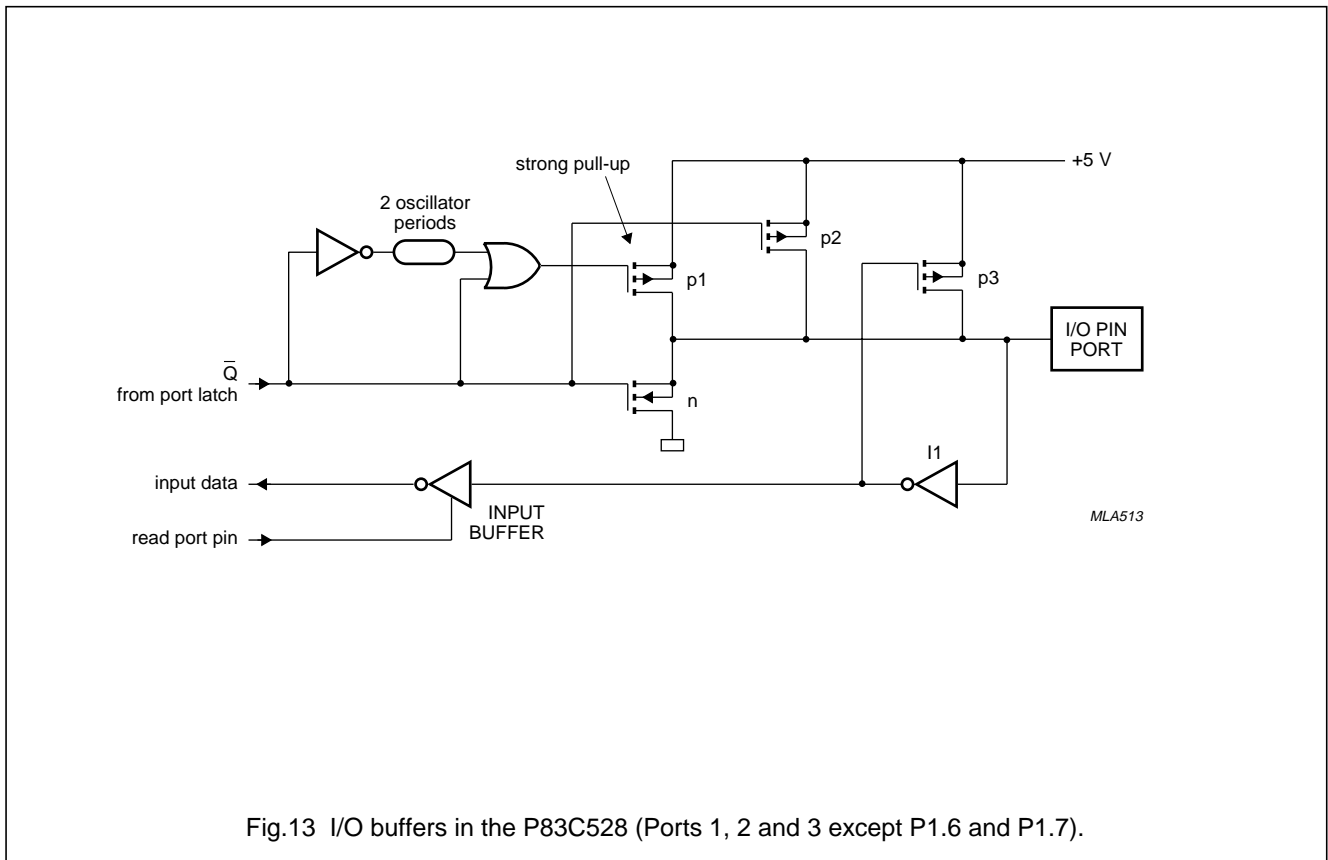 strong pull-up
+5 V
2 oscillator
periods
p2
p1
p3
I/O PIN
PORT
Q̅
from port latch
n
I1
input data
INPUT
BUFFER
read port pin
MLA513
Fig.13 I/O buffers in the P83C528 (Ports 1, 2 and 3 except P1.6 and P1.7).